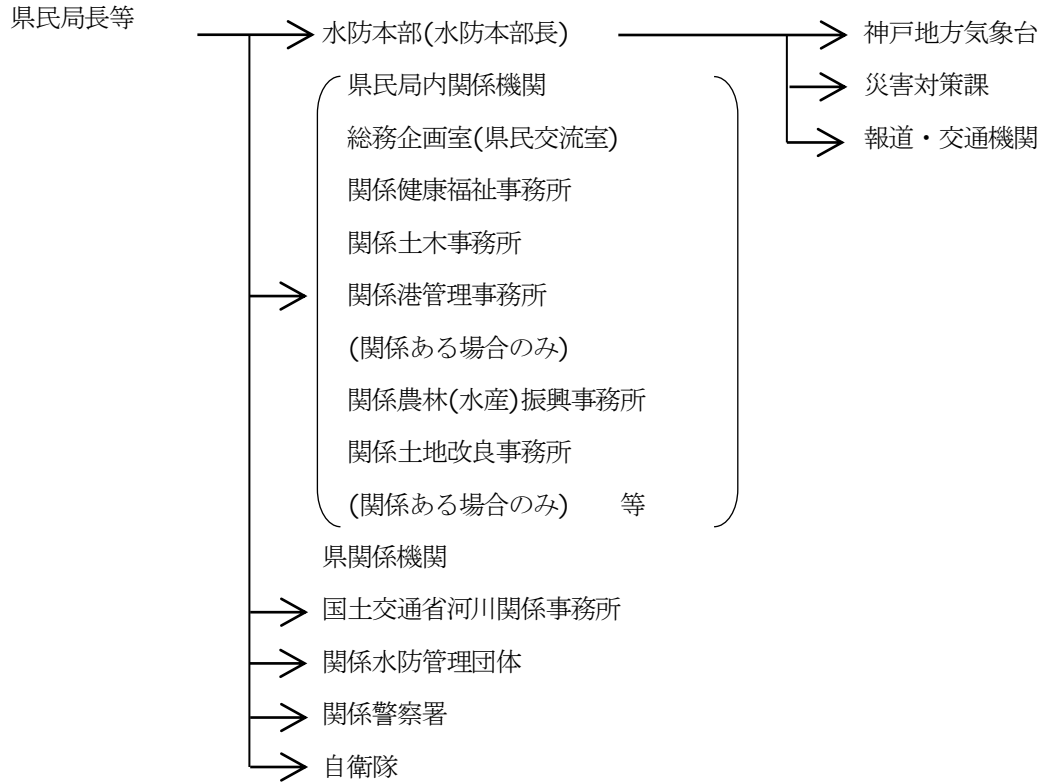 県民局長等
水防本部(水防本部長)
神戸地方気象台
県民局内関係機関
災害対策課
総務企画室(県民交流室)
報道・交通機関
関係健康福祉事務所
関係土木事務所
関係港管理事務所
(関係ある場合のみ)
関係農林(水産)振興事務所
関係土地改良事務所
(関係ある場合のみ) 等
県関係機関
国土交通省河川関係事務所
関係水防管理団体
関係警察署
自衛隊